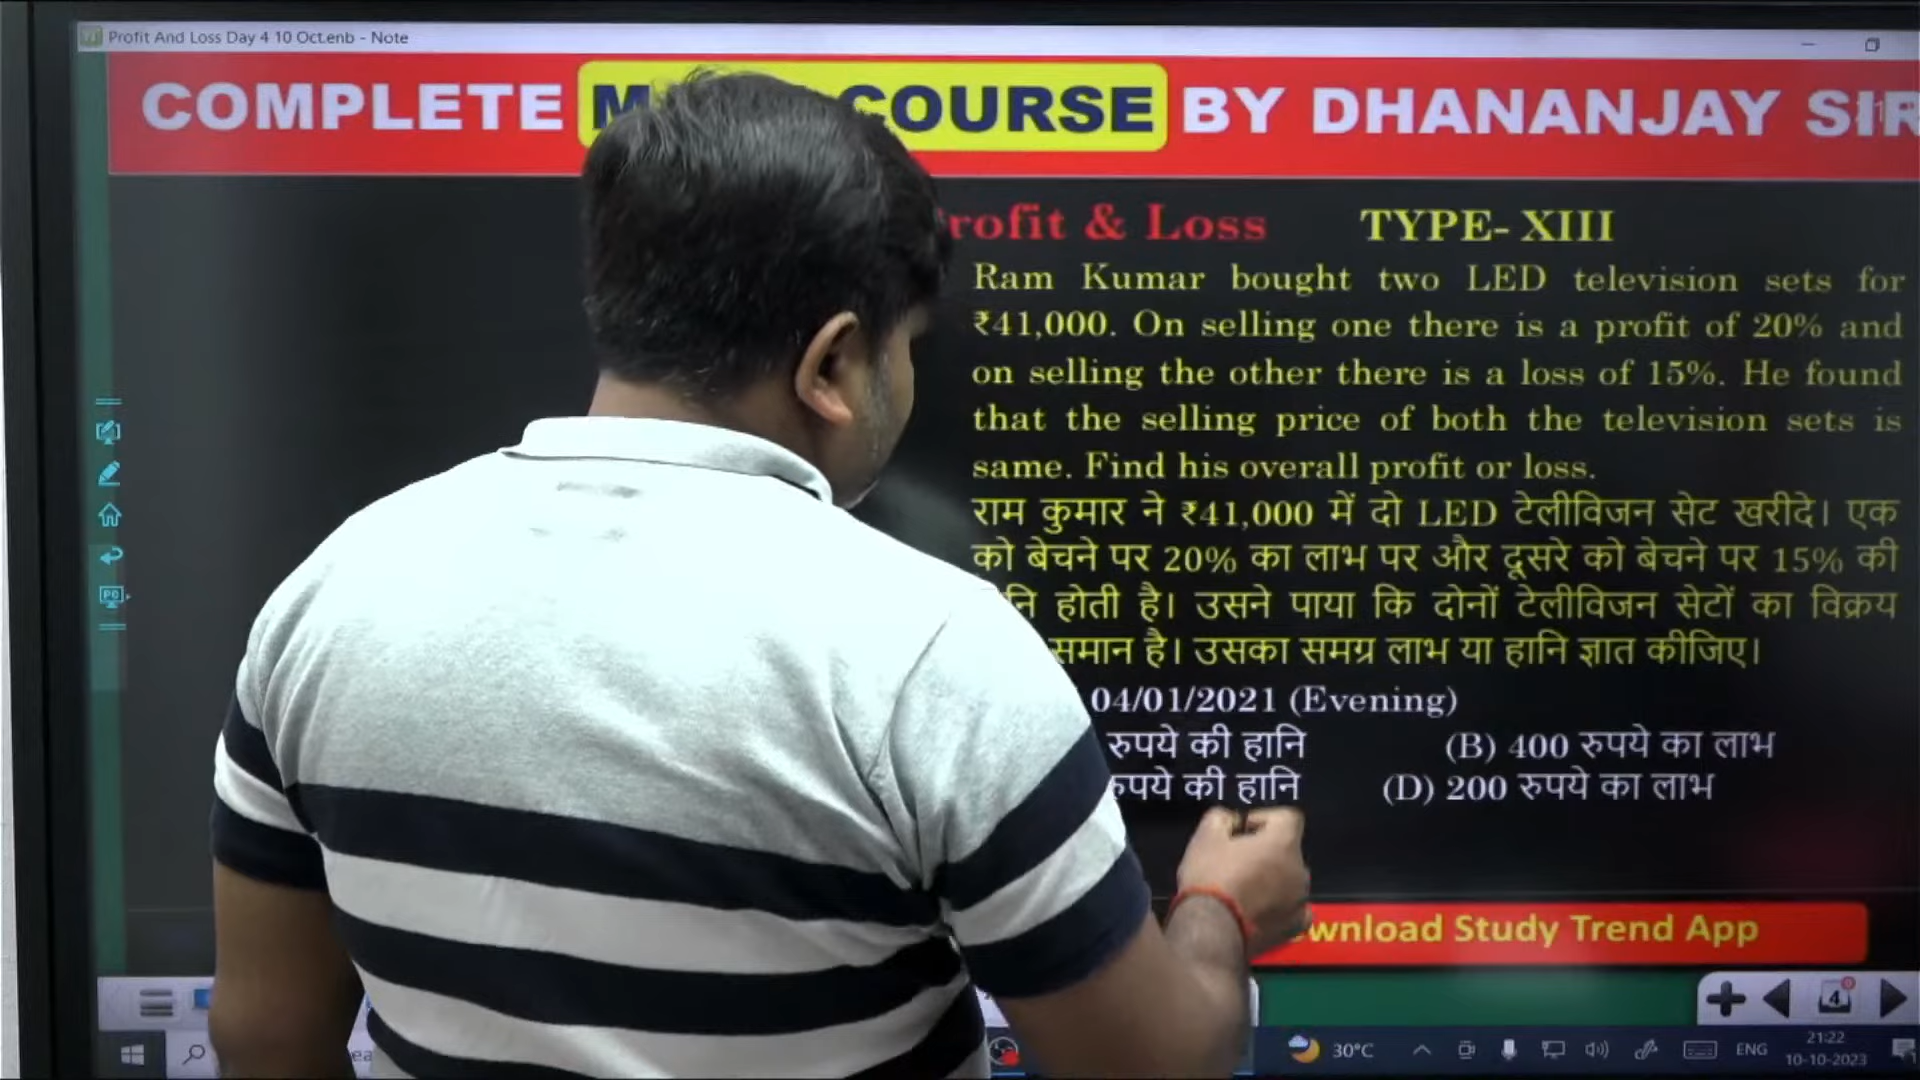 Profit And Loss Day 4 10 Oct.enb - Note
COMPLETE COURSE BY DHANANJAY SIR
& Loss TYPE- XIII
Ram Kumar bought two LED television sets for
₹41,000. On selling one there is a profit of 20% and
on selling the other there is a loss of 15%. He found
that the selling price of both the television sets is
same. Find his overall profit or loss.
राम कुमार ने ₹41,000 में दो LED टेलीविजन सेट खरीदे। एक
को बेचने पर 20% का लाभ पर और दूसरे को बेचने पर 15% की
होती है। उसने पाया कि दोनों टेलीविजन सेटों का विक्रय
समान है। उसका समग्र लाभ या हानि ज्ञात कीजिए।
04/01/2021 (Evening)
रुपये की हानि (B) 400 रुपये का लाभ
की हानि (D) 200 रुपये का लाभ
Study Trend App
4
30°C ENG 21:22
10-10-2023